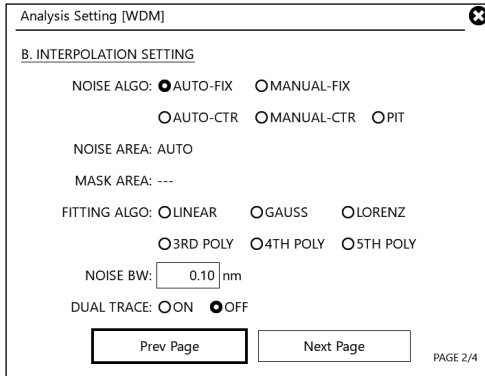 Analysis Setting [WDM]
B. INTERPOLATION SETTING
NOISE ALGO: AUTO-FIX MANUAL-FIX
AUTO-CTR MANUAL-CTR PIT
NOISE AREA: AUTO
MASK AREA: ---
FITTING ALGO: LINEAR GAUSS LORENZ
3RD POLY 4TH POLY 5TH POLY
NOISE BW: 0.10 nm
DUAL TRACE: ON OFF
Prev Page Next Page
PAGE 2/4